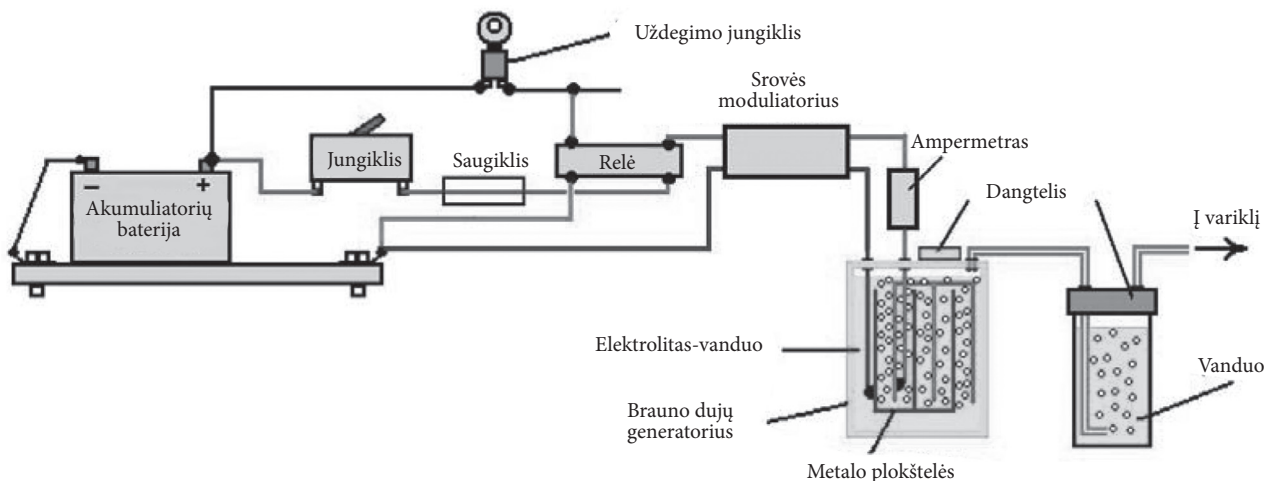 Uždegimo jungiklis
Srovės
moduliatorius
Ampermetras
Jungiklis
Saugiklis
Relė
Dangtelis
Į variklį
– +
Akumuliatorių
baterija
Elektrolitas-vanduo
Vanduo
Brauno dujų
generatorius
Metalo plokštelės